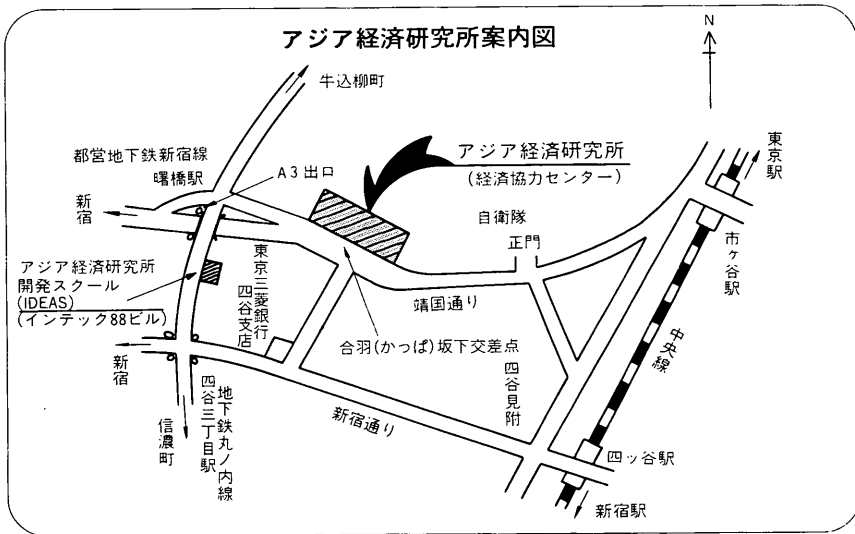 アジア経済研究所案内図
N
牛込柳町
都営地下鉄新宿線
曙橋駅
A3出口
アジア経済研究所
(経済協力センター)
東京駅
新宿
自衛隊
正門
市ヶ谷駅
アジア経済研究所
開発スクール
(IDEAS)
(インテック88ビル)
東京三菱銀行
四谷支店
靖国通り
中央線
合羽(かっぱ)坂下交差点
四谷見附
新宿
新宿通り
信濃町
地下鉄丸ノ内線
四谷三丁目駅
四ッ谷駅
新宿駅